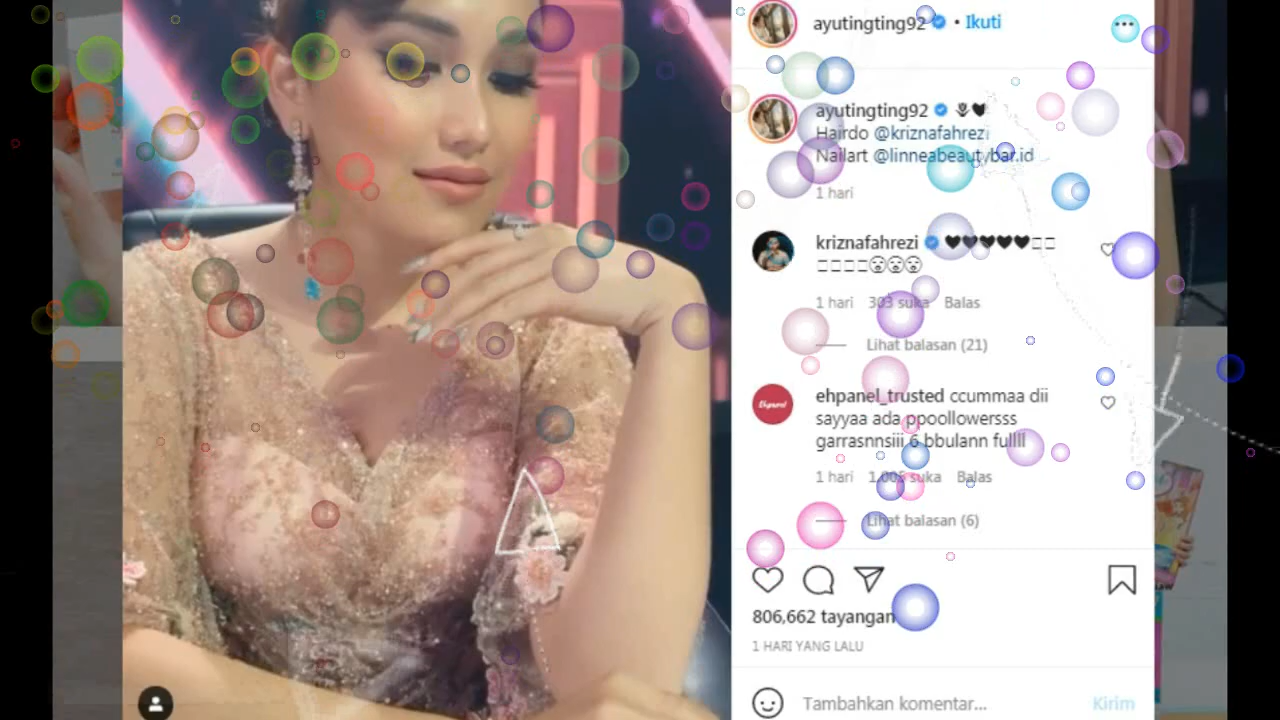 ayutingting92 • Ikuti
ayutingting92
Hairdo @kriznafahrezi
Nailart @linneabeautybar.id
1 hari
kriznafahrezi
1 hari 303 suka Balas
Lihat balasan (21)
Ehpanel
ehpanel_trusted ccummaa dii
sayyaa ada ppoollowersss
garrasnnsiii 6 bbulann fullll
1 hari 1,005 suka Balas
Lihat balasan (6)
806,662 tayangan
1 HARI YANG LALU
Tambahkan komentar...
Kirim